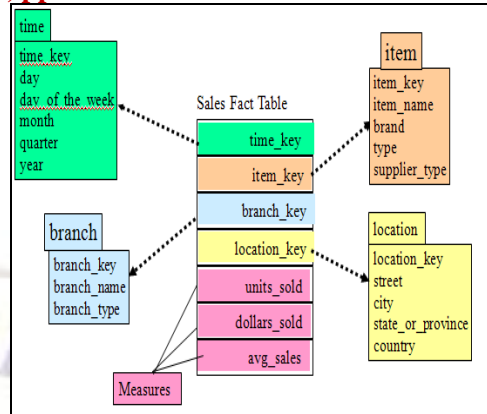 time
time_key
day
day_of_the_week
month
quarter
year
item
item_key
item_name
brand
type
supplier_type
Sales Fact Table
time_key
item_key
branch_key
location_key
units_sold
dollars_sold
avg_sales
branch
branch_key
branch_name
branch_type
location
location_key
street
city
state_or_province
country
Measures